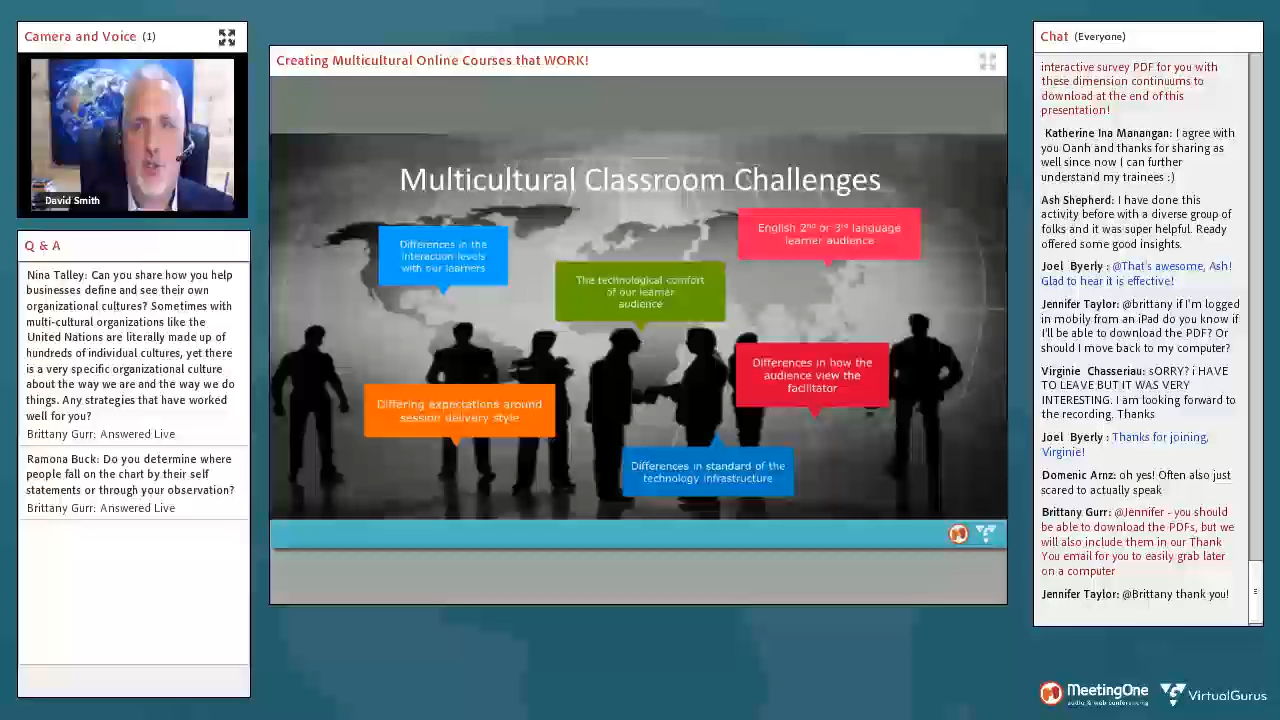 Camera and Voice (1)
David Smith
Q & A
Nina Talley: Can you share how you help
businesses define and see their own
organizational cultures? Sometimes with
multi-cultural organizations like the
United Nations are literally made up of
hundreds of individual cultures, yet there
is a very specific organizational culture
about the way we are and the way we do
things. Any strategies that have worked
well for you?
Brittany Gurr: Answered Live
Ramona Buck: Do you determine where
people fall on the chart by their self
statements or through your observation?
Brittany Gurr: Answered Live
Creating Multicultural Online Courses that WORK!
Multicultural Classroom Challenges
Differences in the
interaction levels
with our learners
English 2nd or 3rd language
learner audience
The technological comfort
of our learner
audience
Differences in how the
audience view the
facilitator
Differing expectations around
session delivery style
Differences in standard of the
technology infrastructure
Chat (Everyone)
interactive survey PDF for you with
these dimension continuums to
download at the end of this
presentation!
Katherine Ina Manangan: I agree with
you Oanh and thanks for sharing as
well since now I can further
understand my trainees :)
Ash Shepherd: I have done this
activity before with a diverse group of
folks and it was super helpful. Ready
offered some good insights.
Joel Byerly : @That's awesome, Ash!
Glad to hear it is effective!
Jennifer Taylor: @brittany if I'm logged
in mobily from an iPad do you know if
i'll be able to download the PDF? Or
should I move back to my computer?
Virginie Chasseriau: sORRY? i HAVE
TO LEAVE BUT IT WAS VERY
INTERESTING. I am looking forward to
the recording. Thanks
Joel Byerly : Thanks for joining,
Virginie!
Domenic Arnz: oh yes! Often also just
scared to actually speak
Brittany Gurr: @Jennifer - you should
be able to download the PDFs, but we
will also include them in our Thank
You email for you to easily grab later
on a computer
Jennifer Taylor: @Brittany thank you!
MeetingOne
audio & web conferencing
VirtualGurus